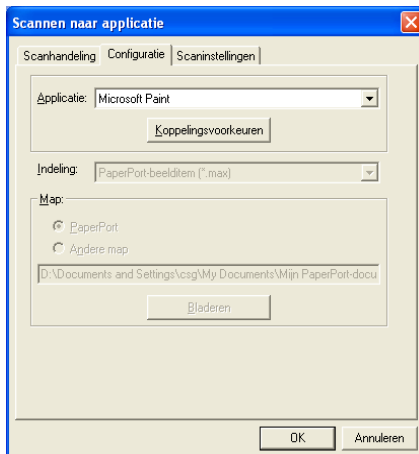 Scannen naar applicatie
Scanhandeling Configuratie Scaninstellingen
Applicatie: Microsoft Paint
Koppelingsvoorkeuren
Indeling: PaperPort-beelditem (*.max)
Map:
PaperPort
Andere map
D:\Documents and Settings\csg\My Documents\Mijn PaperPort-docu
Bladeren
OK Annuleren